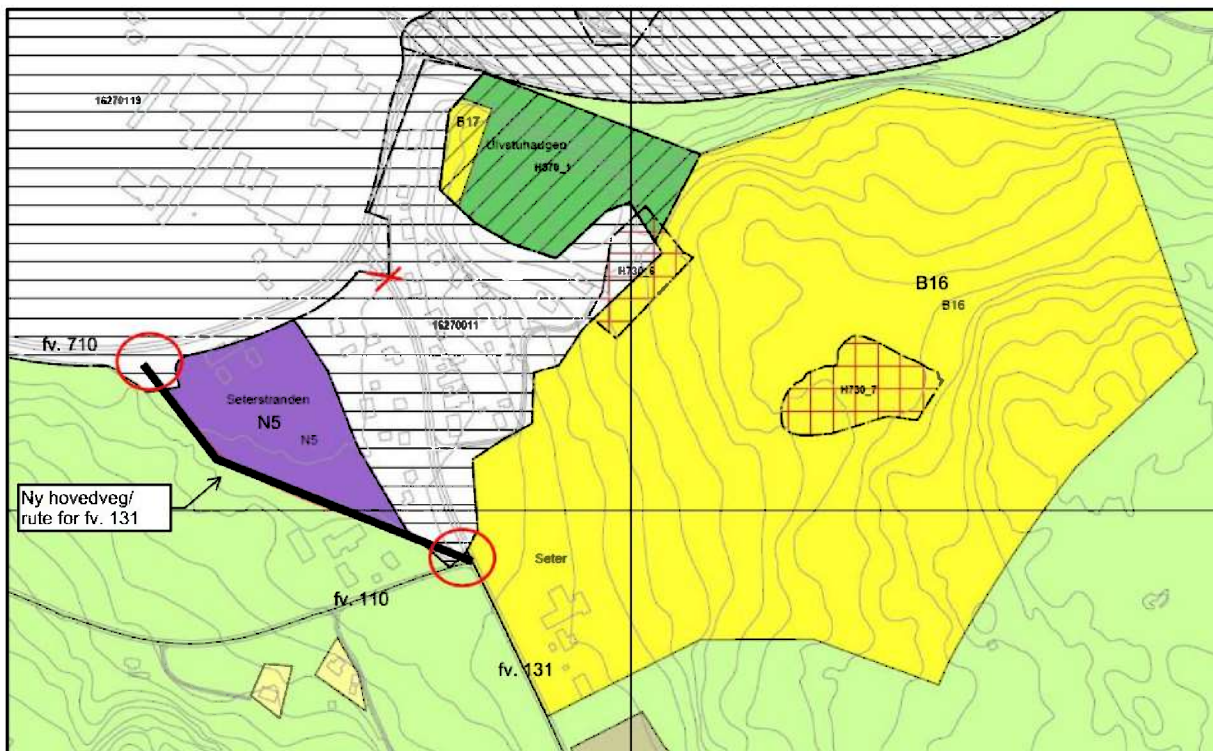 16270119
B17
Ulvstuhaugen
H570_1
H730_6
B16
B16
16270011
fv. 710
H730_7
Seterstranden
N5
N5
Ny hovedveg/
rute for fv. 131
Seter
fv. 110
fv. 131